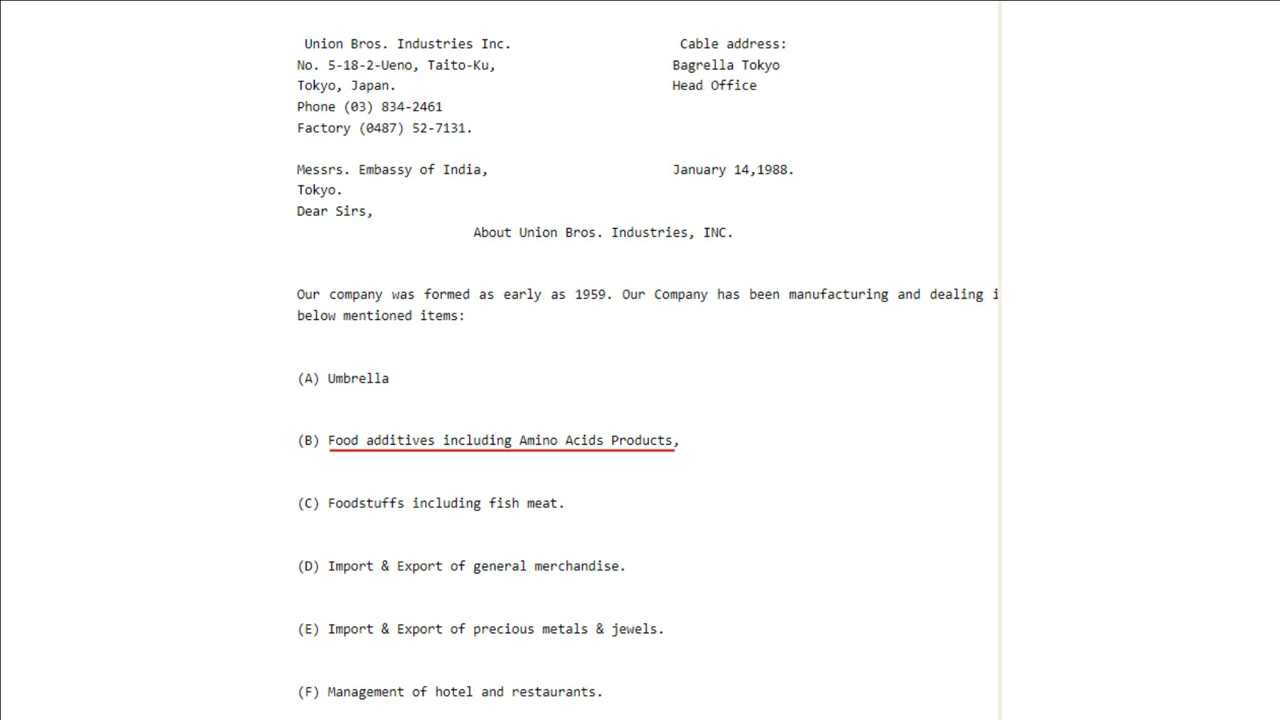 Union Bros. Industries Inc. Cable address:
No. 5-18-2-Ueno, Taito-Ku, Bagrella Tokyo
Tokyo, Japan. Head Office
Phone (03) 834-2461
Factory (0487) 52-7131.
Messrs. Embassy of India, January 14,1988.
Tokyo.
Dear Sirs,
About Union Bros. Industries, INC.
Our company was formed as early as 1959. Our Company has been manufacturing and dealing i
below mentioned items:
(A) Umbrella
(B) Food additives including Amino Acids Products,
(C) Foodstuffs including fish meat.
(D) Import & Export of general merchandise.
(E) Import & Export of precious metals & jewels.
(F) Management of hotel and restaurants.